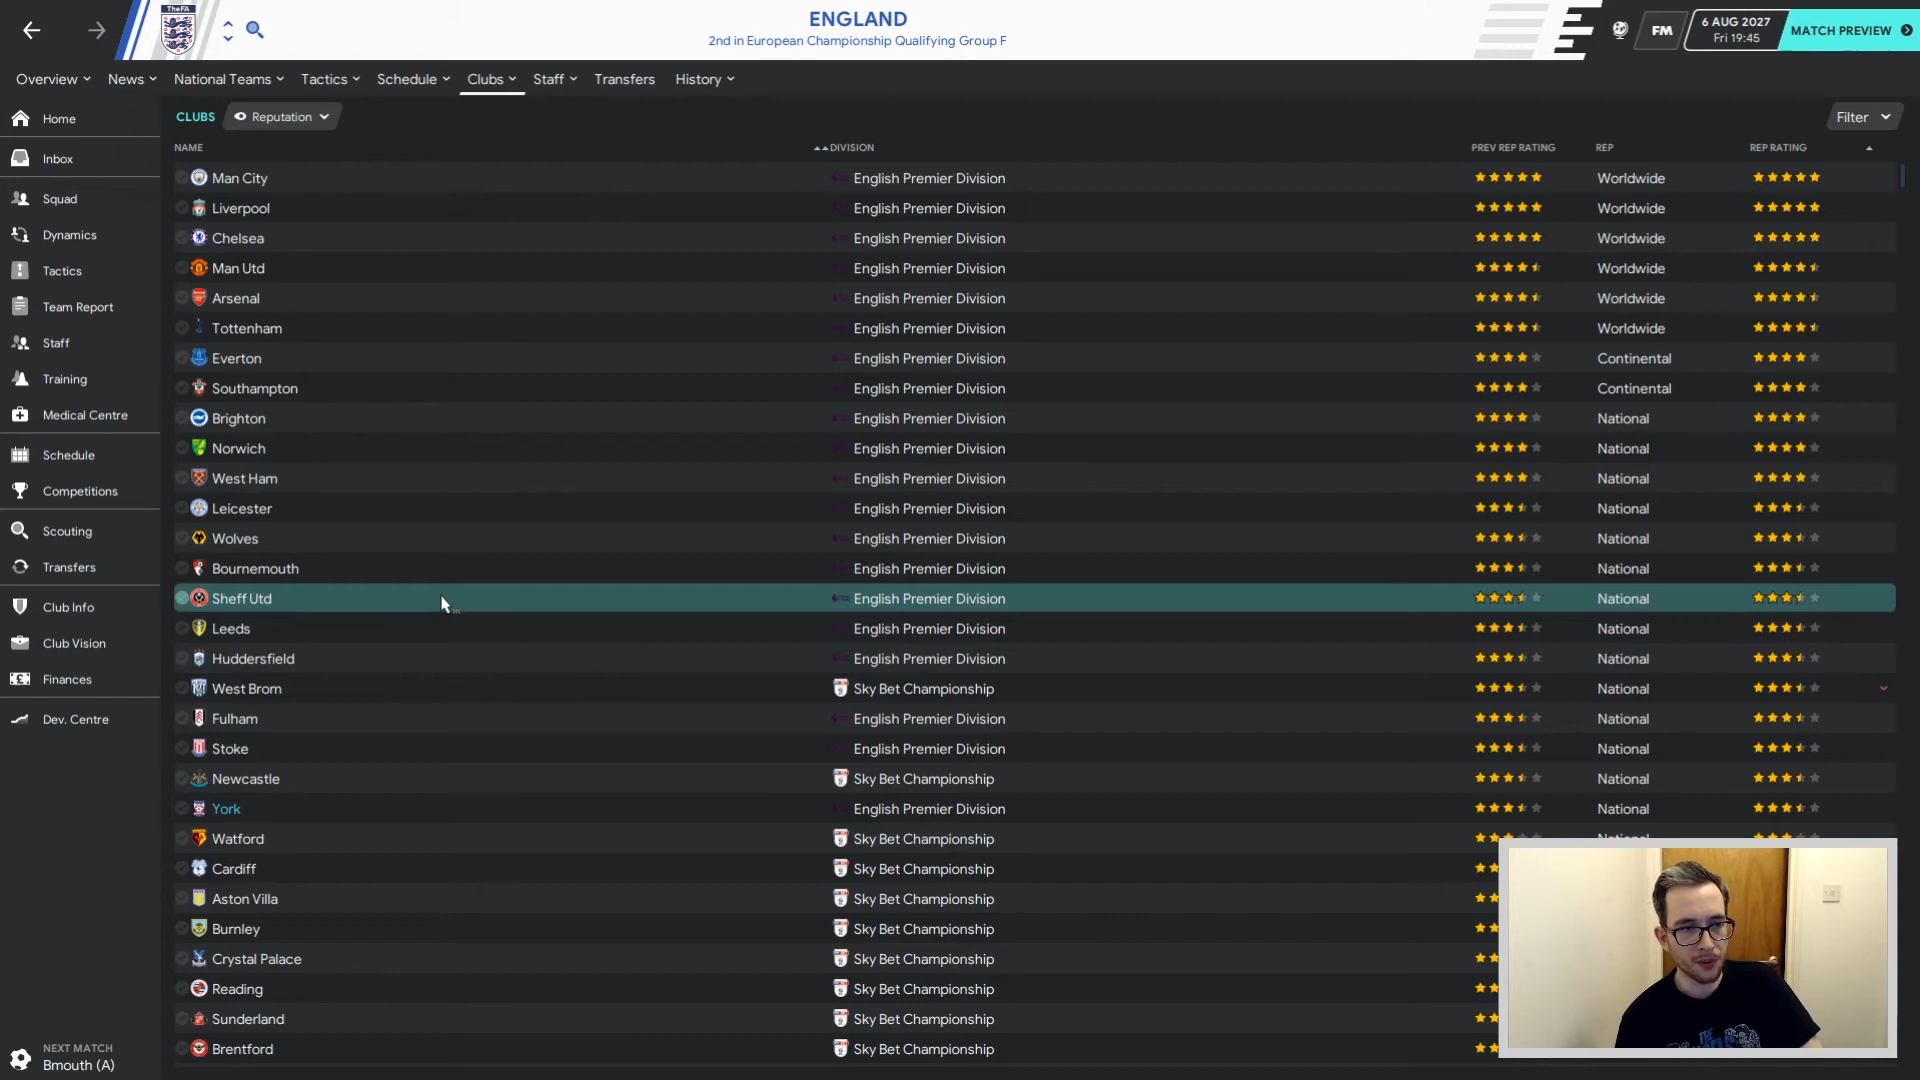 TheFA
ENGLAND
2nd in European Championship Qualifying Group F
FM
6 AUG 2027
Fri 19:45
MATCH PREVIEW
Overview News National Teams Tactics Schedule Clubs Staff Transfers History
Home
Inbox
Squad
Dynamics
Tactics
Team Report
Staff
Training
Medical Centre
Schedule
Competitions
Scouting
Transfers
Club Info
Club Vision
Finances
Dev. Centre
NEXT MATCH
Bmouth (A)
CLUBS Reputation Filter
NAME DIVISION PREV REP RATING REP REP RATING
Man City English Premier Division Worldwide
Liverpool English Premier Division Worldwide
Chelsea English Premier Division Worldwide
Man Utd English Premier Division Worldwide
Arsenal English Premier Division Worldwide
Tottenham English Premier Division Worldwide
Everton English Premier Division Continental
Southampton English Premier Division Continental
Brighton English Premier Division National
Norwich English Premier Division National
West Ham English Premier Division National
Leicester English Premier Division National
Wolves English Premier Division National
Bournemouth English Premier Division National
Sheff Utd English Premier Division National
Leeds English Premier Division National
Huddersfield English Premier Division National
West Brom Sky Bet Championship National
Fulham English Premier Division National
Stoke English Premier Division National
Newcastle Sky Bet Championship National
York English Premier Division National
Watford Sky Bet Championship National
Cardiff Sky Bet Championship
Aston Villa Sky Bet Championship
Burnley Sky Bet Championship
Crystal Palace Sky Bet Championship
Reading Sky Bet Championship
Sunderland Sky Bet Championship
Brentford Sky Bet Championship